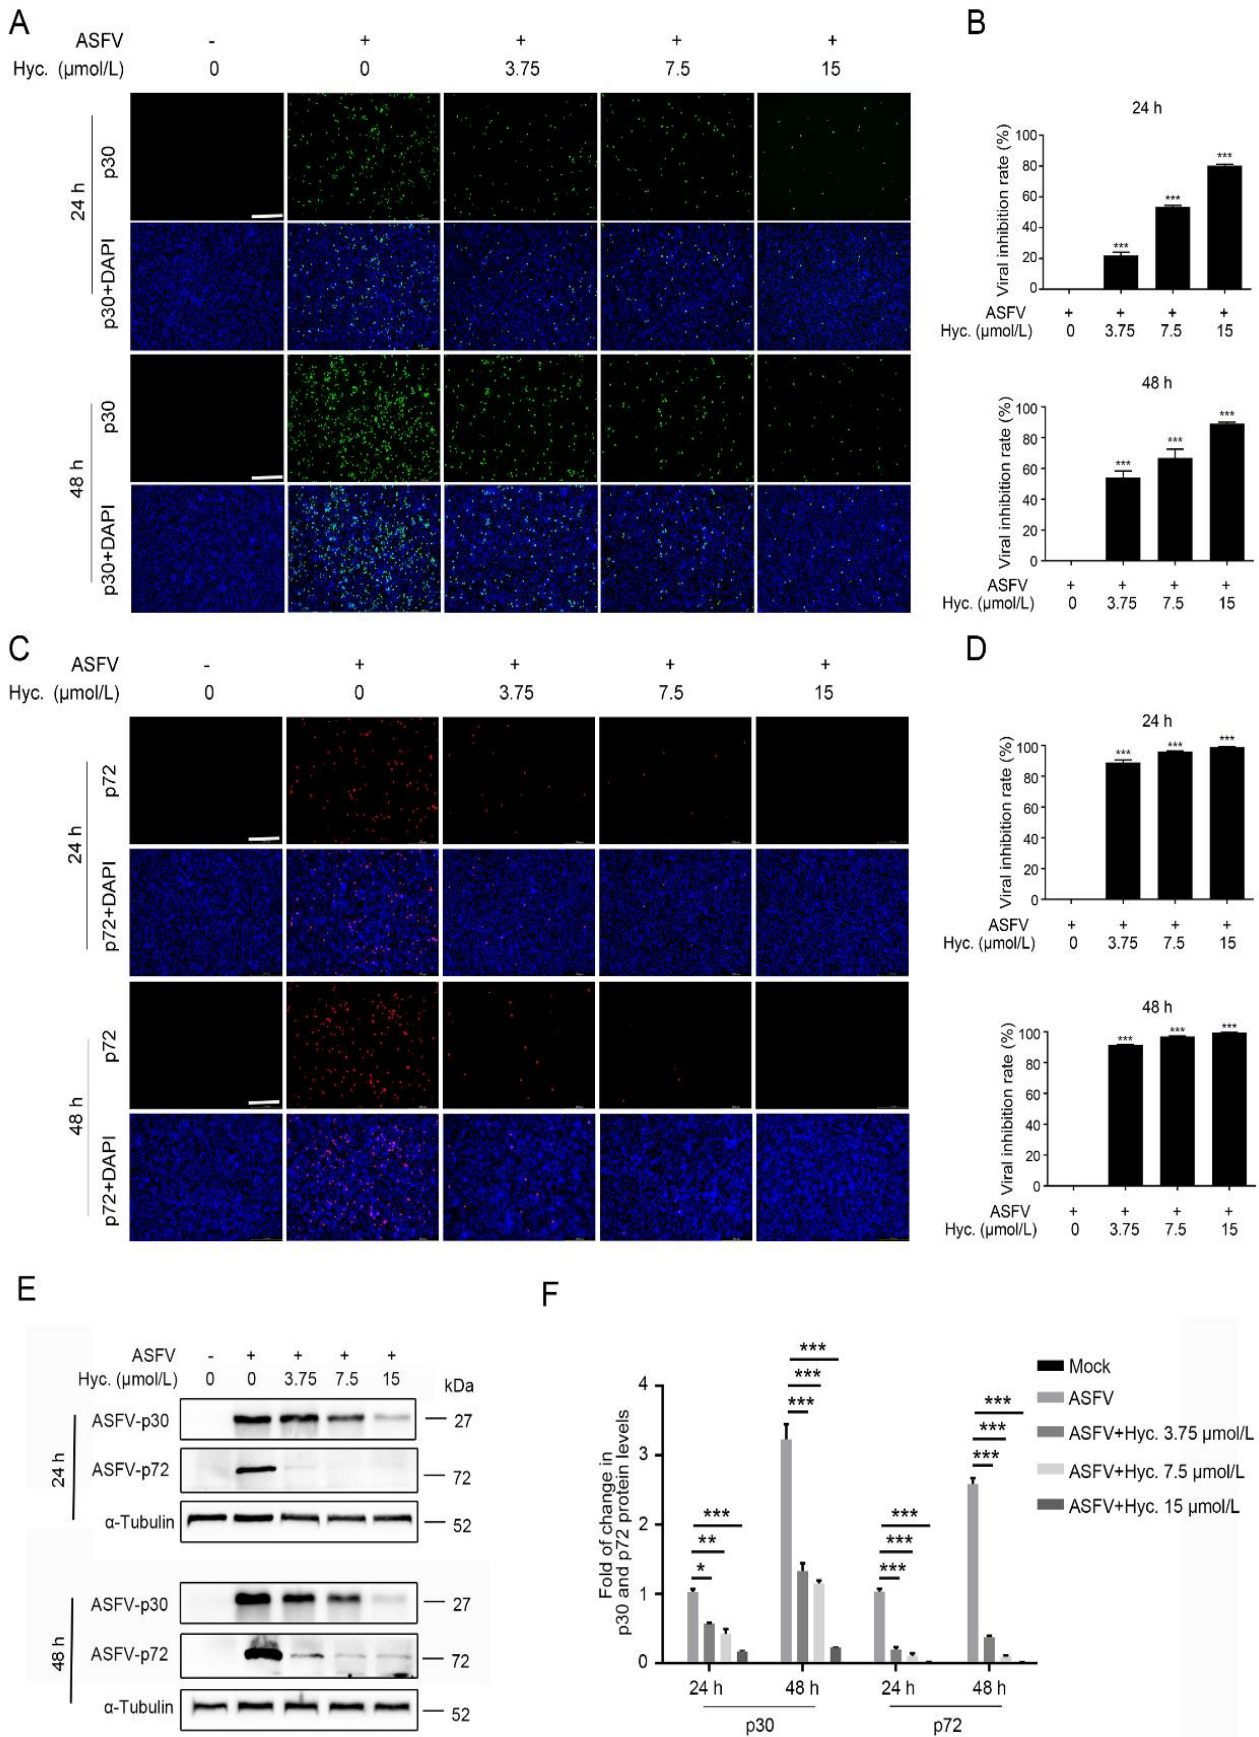 A
ASFV - + + + +
Hyc. (µmol/L) 0 0 3.75 7.5 15
24 h
p30
p30+DAPI
48 h
p30
p30+DAPI
B
24 h
Viral inhibition rate (%)
100
80
60
40
20
0
*** *** ***
ASFV + + + +
Hyc. (µmol/L) 0 3.75 7.5 15
48 h
Viral inhibition rate (%)
100
80
60
40
20
0
*** *** ***
ASFV + + + +
Hyc. (µmol/L) 0 3.75 7.5 15
C
ASFV - + + + +
Hyc. (µmol/L) 0 0 3.75 7.5 15
24 h
p72
p72+DAPI
48 h
p72
p72+DAPI
D
24 h
Viral inhibition rate (%)
100
80
60
40
20
0
*** *** ***
ASFV + + + +
Hyc. (µmol/L) 0 3.75 7.5 15
48 h
Viral inhibition rate (%)
100
80
60
40
20
0
*** *** ***
ASFV + + + +
Hyc. (µmol/L) 0 3.75 7.5 15
E
ASFV - + + + +
Hyc. (µmol/L) 0 0 3.75 7.5 15 kDa
24 h
ASFV-p30 27
ASFV-p72 72
α-Tubulin 52
48 h
ASFV-p30 27
ASFV-p72 72
α-Tubulin 52
F
Fold of change in
p30 and p72 protein levels
4
3
2
1
0
***
**
*
***
***
***
***
***
***
***
***
***
24 h 48 h 24 h 48 h
p30 p72
Mock
ASFV
ASFV+Hyc. 3.75 µmol/L
ASFV+Hyc. 7.5 µmol/L
ASFV+Hyc. 15 µmol/L